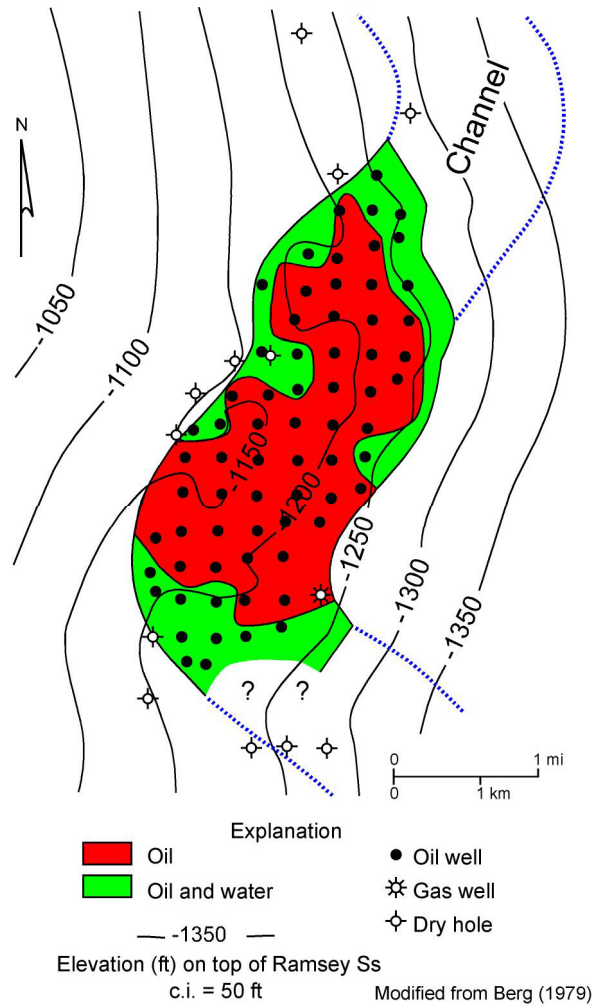 Channel
N
-1050
-1100
-1150
-1200
-1250
-1300
-1350
? ?
0 1 mi
0 1 km
Explanation
Oil
Oil and water
Oil well
Gas well
Dry hole
-1350
Elevation (ft) on top of Ramsey Ss
c.i. = 50 ft
Modified from Berg (1979)